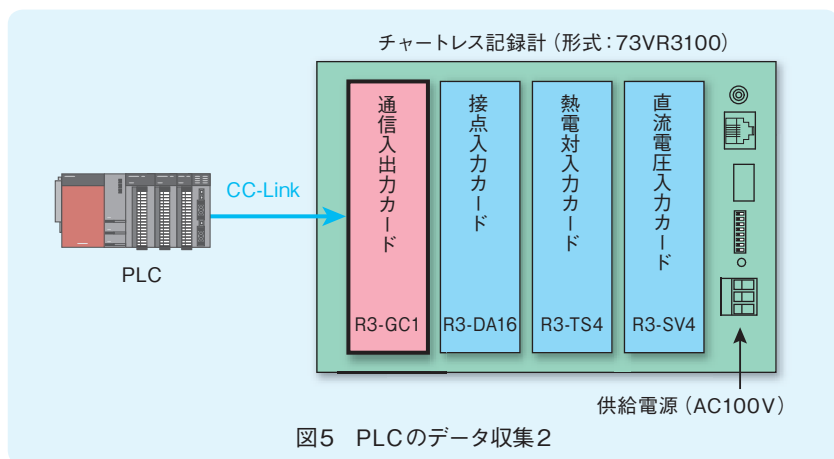 チャートレス記録計（形式：73VR3100）
通信入出力カード
R3-GC1
接点入力カード
R3-DA16
熱電対入力カード
R3-TS4
直流電圧入力カード
R3-SV4
CC-Link
PLC
供給電源（AC100V）
図5　PLCのデータ収集2